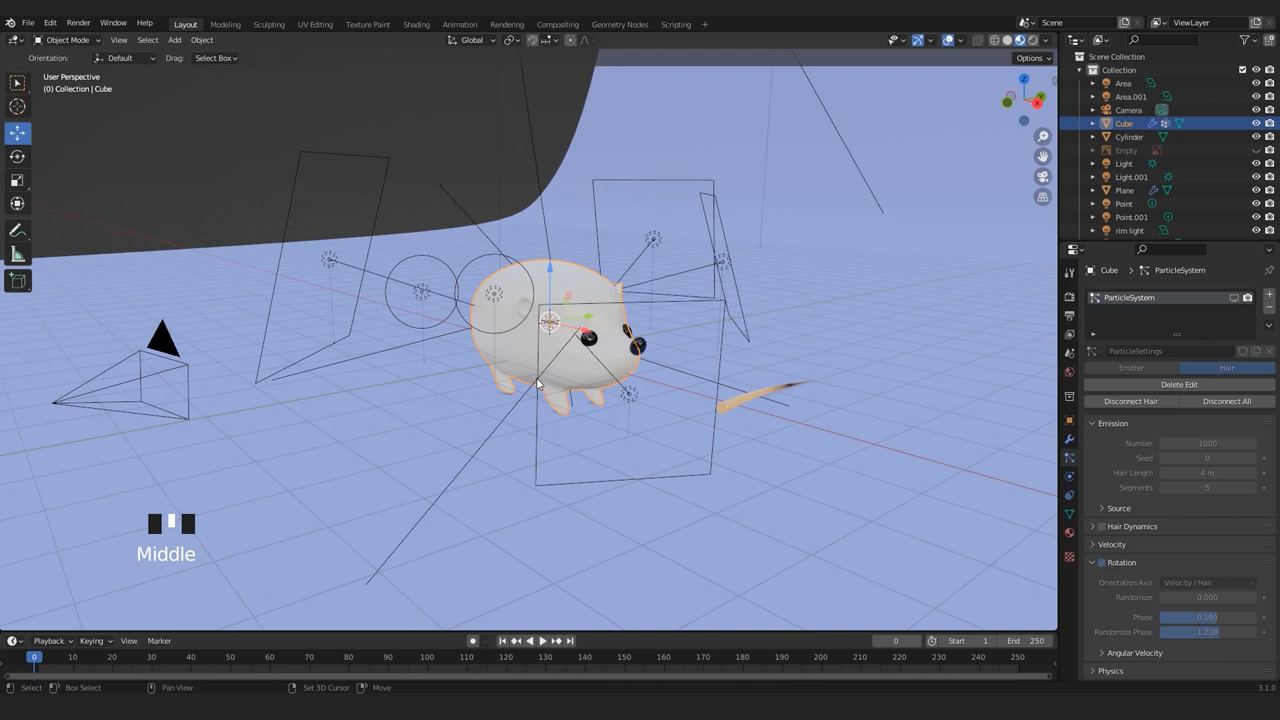 File Edit Render Window Help Layout Modeling Sculpting UV Editing Texture Paint Shading Animation Rendering Compositing Geometry Nodes Scripting + Scene ViewLayer
Object Mode View Select Add Object Global
Orientation: Default Drag: Select Box Options
User Perspective
(0) Collection | Cube
Scene Collection
Collection
Area
Area.001
Camera
Cube
Cylinder
Empty
Light
Light.001
Plane
Point
Point.001
rim light
Cube ParticleSystem
ParticleSystem
ParticleSettings
Emitter Hair
Delete Edit
Disconnect Hair Disconnect All
Emission
Number 1000
Seed 0
Hair Length 4 m
Segments 5
Source
Hair Dynamics
Velocity
Rotation
Orientation Axis Velocity / Hair
Randomize 0.000
Phase 0.190
Randomize Phase 1.238
Angular Velocity
Physics
X
Y
Z
Middle
Playback Keying View Marker 0 Start 1 End 250
0 10 20 30 40 50 60 70 80 90 100 110 120 130 140 150 160 170 180 190 200 210 220 230 240 250
Select Box Select Pan View Set 3D Cursor Move 3.1.0